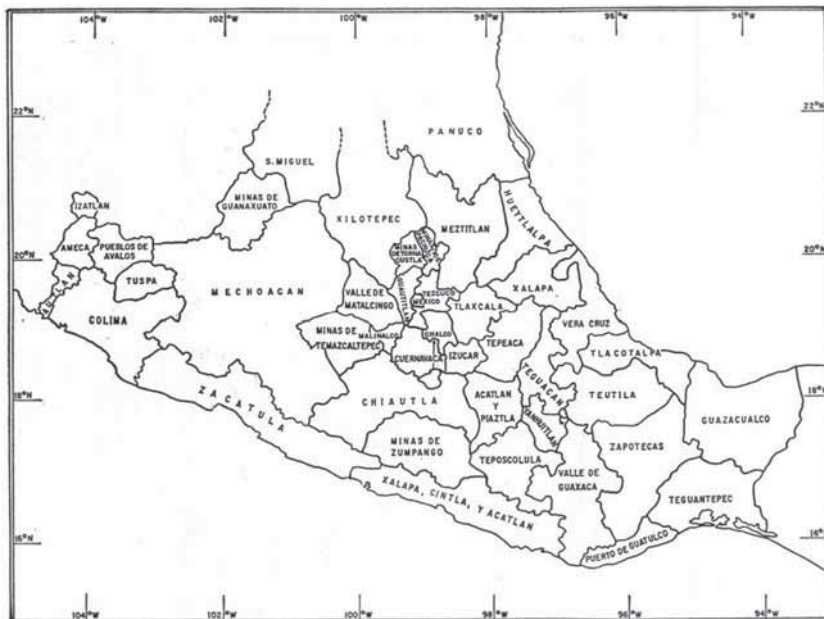 104°W
102°W
100°W
98°W
96°W
94°W
22°N
22°N
PANUCO
S. MIGUEL
MINAS DE
GUANAXUATO
IZATLAN
XILOTEPEC
MEZTITLAN
HUEYTLALPA
AMECA
PUEBLOS DE
AVALOS
MINAS
20°N
20°N
TUSPA
MECHOACAN
VALLE DE
MATALCINGO
TEZCUCO
MEXICO
XALAPA
TLAXCALA
COLIMA
MINAS DE
TEMAZCALTEPEC
MALINALCO
CHALCO
VERA CRUZ
CUERNAVACA
IZUCAR
TEPEACA
TLACOTALPA
TEGUACAN
18°N
18°N
ZACATULA
CHIAUTLA
ACATLAN
Y
PIAZTLA
YANHUITLAN
TEUTILA
GUAZACUALCO
MINAS DE
ZUMPANGO
TEPOSCOLULA
VALLE DE
GUAXACA
ZAPOTECAS
XALAPA, CINTLA, Y ACATLAN
TEGUANTEPEC
16°N
16°N
PUERTO DE GUATULCO
104°W
102°W
100°W
98°W
96°W
94°W